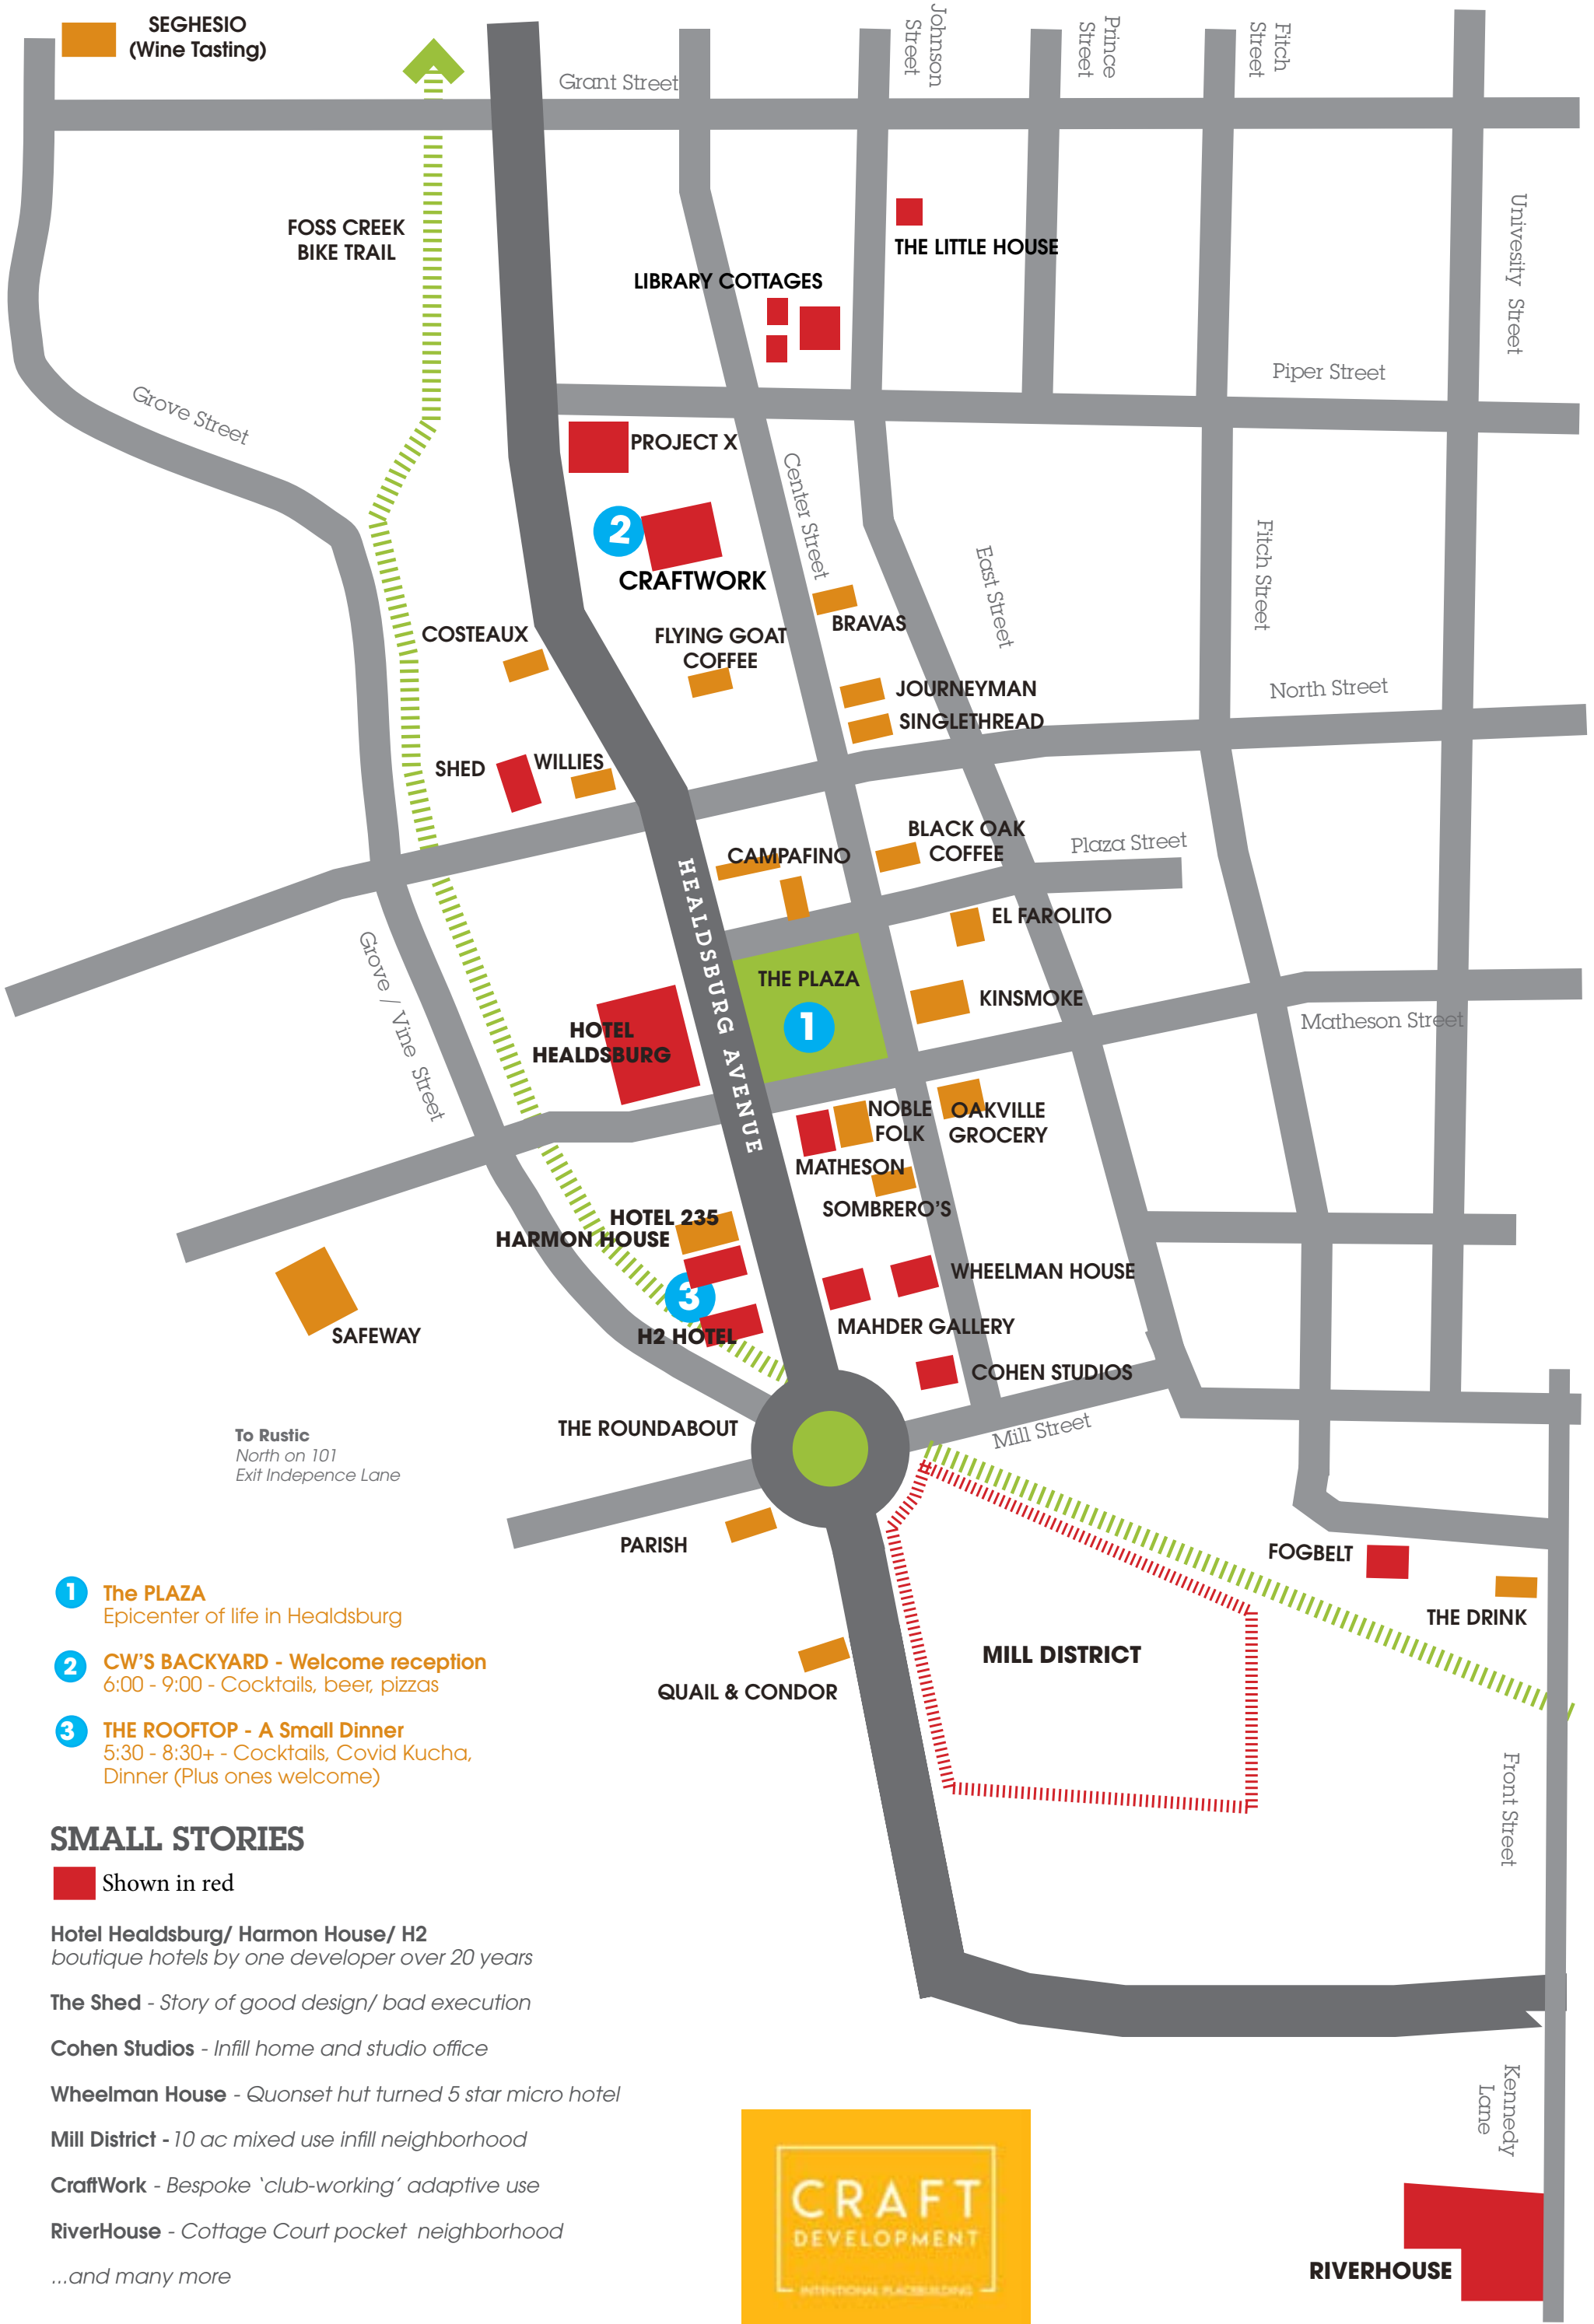 SEGHESIO
(Wine Tasting)
Grant Street
Johnson
Street
Prince
Street
Fitch
Street
Univesity Street
FOSS CREEK
BIKE TRAIL
THE LITTLE HOUSE
LIBRARY COTTAGES
Piper Street
Grove Street
PROJECT X
Center Street
2
CRAFTWORK
East Street
Fitch Street
BRAVAS
COSTEAUX
FLYING GOAT
COFFEE
JOURNEYMAN
SINGLETHREAD
North Street
SHED
WILLIES
BLACK OAK
COFFEE
Plaza Street
CAMPAFINO
HEALDSBURG AVENUE
EL FAROLITO
Grove / Vine Street
THE PLAZA
1
KINSMOKE
Matheson Street
HOTEL
HEALDSBURG
NOBLE
FOLK
OAKVILLE
GROCERY
MATHESON
SOMBRERO'S
HOTEL 235
HARMON HOUSE
WHEELMAN HOUSE
3
MAHDER GALLERY
H2 HOTEL
SAFEWAY
COHEN STUDIOS
THE ROUNDABOUT
Mill Street
To Rustic
North on 101
Exit Indepence Lane
PARISH
FOGBELT
THE DRINK
MILL DISTRICT
QUAIL & CONDOR
1 The PLAZA
Epicenter of life in Healdsburg
2 CW'S BACKYARD - Welcome reception
6:00 - 9:00 - Cocktails, beer, pizzas
3 THE ROOFTOP - A Small Dinner
5:30 - 8:30+ - Cocktails, Covid Kucha,
Dinner (Plus ones welcome)
Front Street
SMALL STORIES
Shown in red
Hotel Healdsburg/ Harmon House/ H2
boutique hotels by one developer over 20 years
The Shed - Story of good design/ bad execution
Cohen Studios - Infill home and studio office
Wheelman House - Quonset hut turned 5 star micro hotel
Mill District - 10 ac mixed use infill neighborhood
CraftWork - Bespoke 'club-working' adaptive use
RiverHouse - Cottage Court pocket neighborhood
...and many more
Kennedy
Lane
RIVERHOUSE
CRAFT
DEVELOPMENT
INTENTIONAL PLACEBUILDING